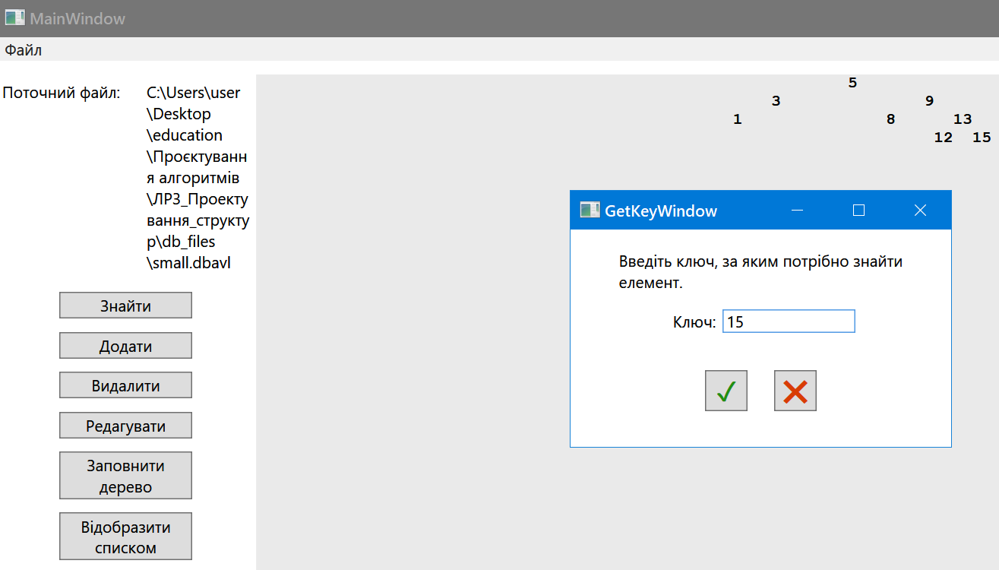 MainWindow
Файл
Поточний файл:
C:\Users\user
\Desktop
\education
\Проєктуванн
я алгоритмів
\ЛР3_Проекту
вання_структу
р\db_files
\small.dbavl
Знайти
Додати
Видалити
Редагувати
Заповнити
дерево
Відобразити
списком
5
3 9
1 8 13
12 15
GetKeyWindow
Введіть ключ, за яким потрібно знайти
елемент.
Ключ: 15